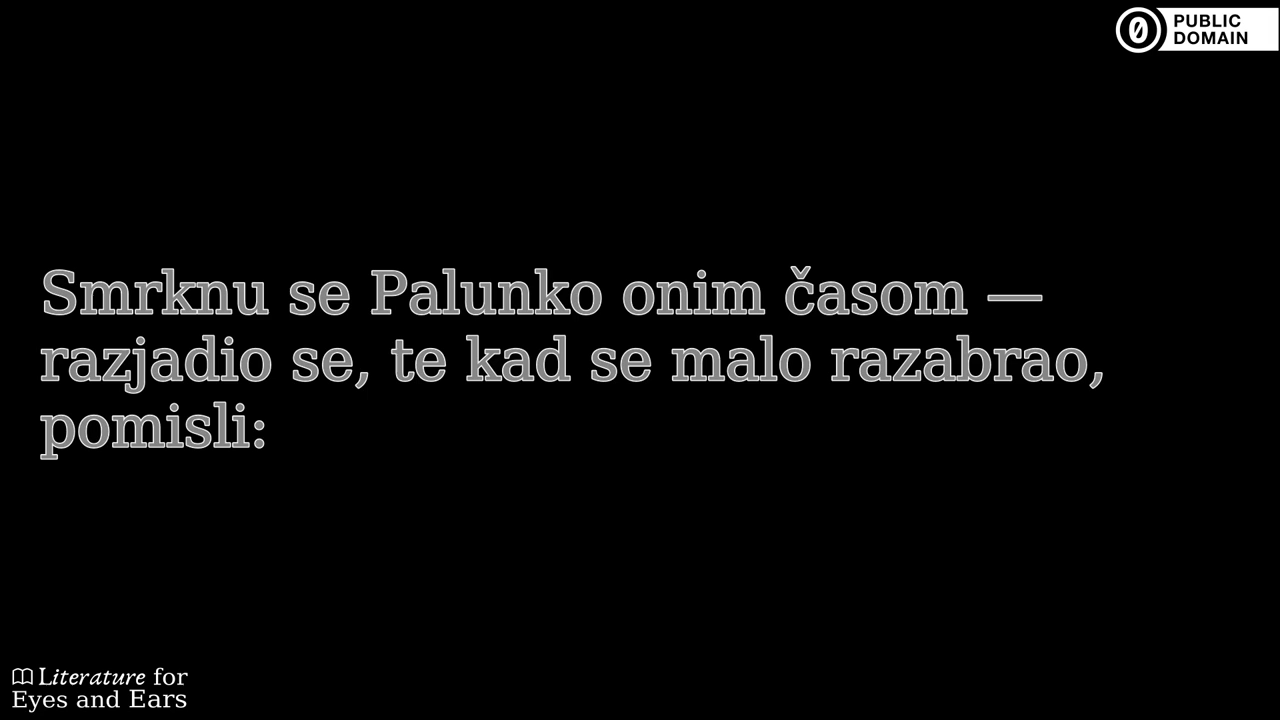 PUBLIC
DOMAIN
Smrknu se Palunko onim časom —
razjadio se, te kad se malo razabrao,
pomisli:
Literature for
Eyes and Ears